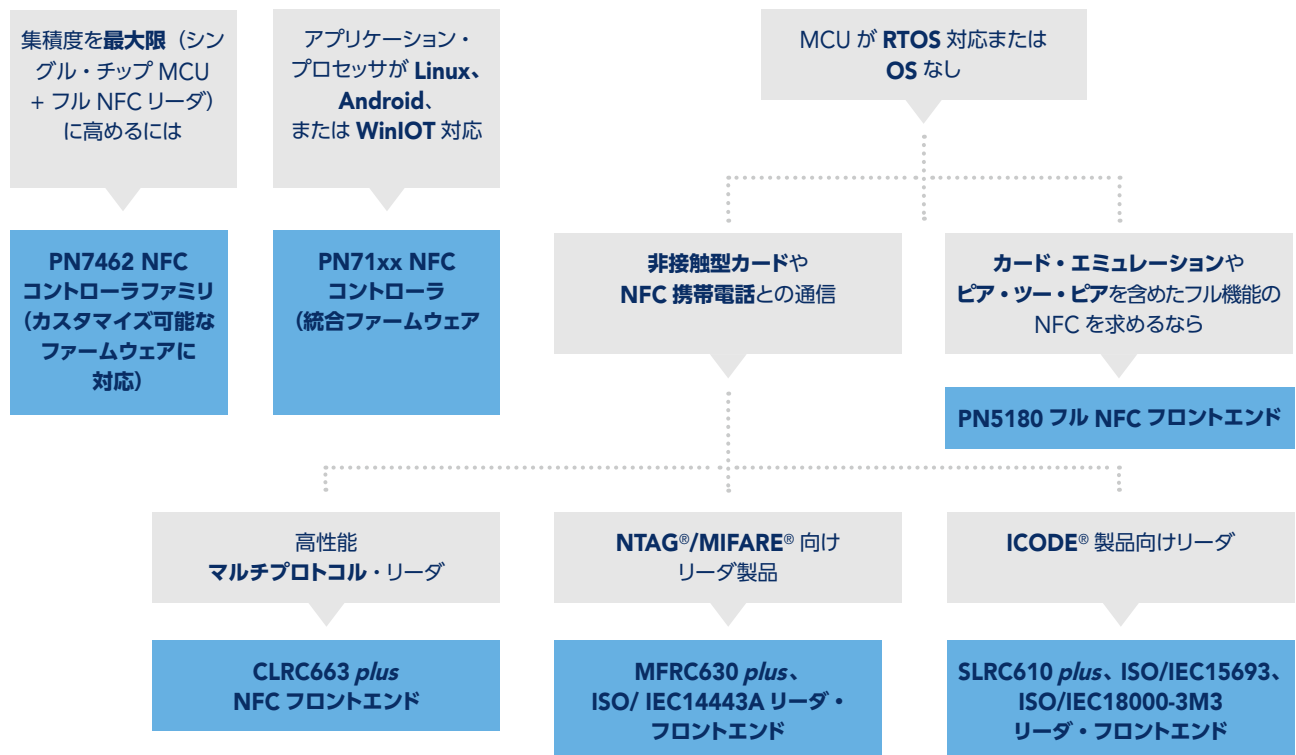 集積度を最大限（シン
グル・チップ MCU
+ フル NFC リーダ）
に高めるには
アプリケーション・
プロセッサが Linux、
Android、
または WinIOT 対応
MCU が RTOS 対応または
OS なし
PN7462 NFC
コントローラファミリ
（カスタマイズ可能な
ファームウェアに
対応）
PN71xx NFC
コントローラ
（統合ファームウェア
非接触型カードや
NFC 携帯電話との通信
カード・エミュレーションや
ピア・ツー・ピアを含めたフル機能の
NFC を求めるなら
PN5180 フル NFC フロントエンド
高性能
マルチプロトコル・リーダ
NTAG®/MIFARE® 向け
リーダ製品
ICODE® 製品向けリーダ
CLRC663 plus
NFC フロントエンド
MFRC630 plus、
ISO/ IEC14443A リーダ・
フロントエンド
SLRC610 plus、ISO/IEC15693、
ISO/IEC18000-3M3
リーダ・フロントエンド